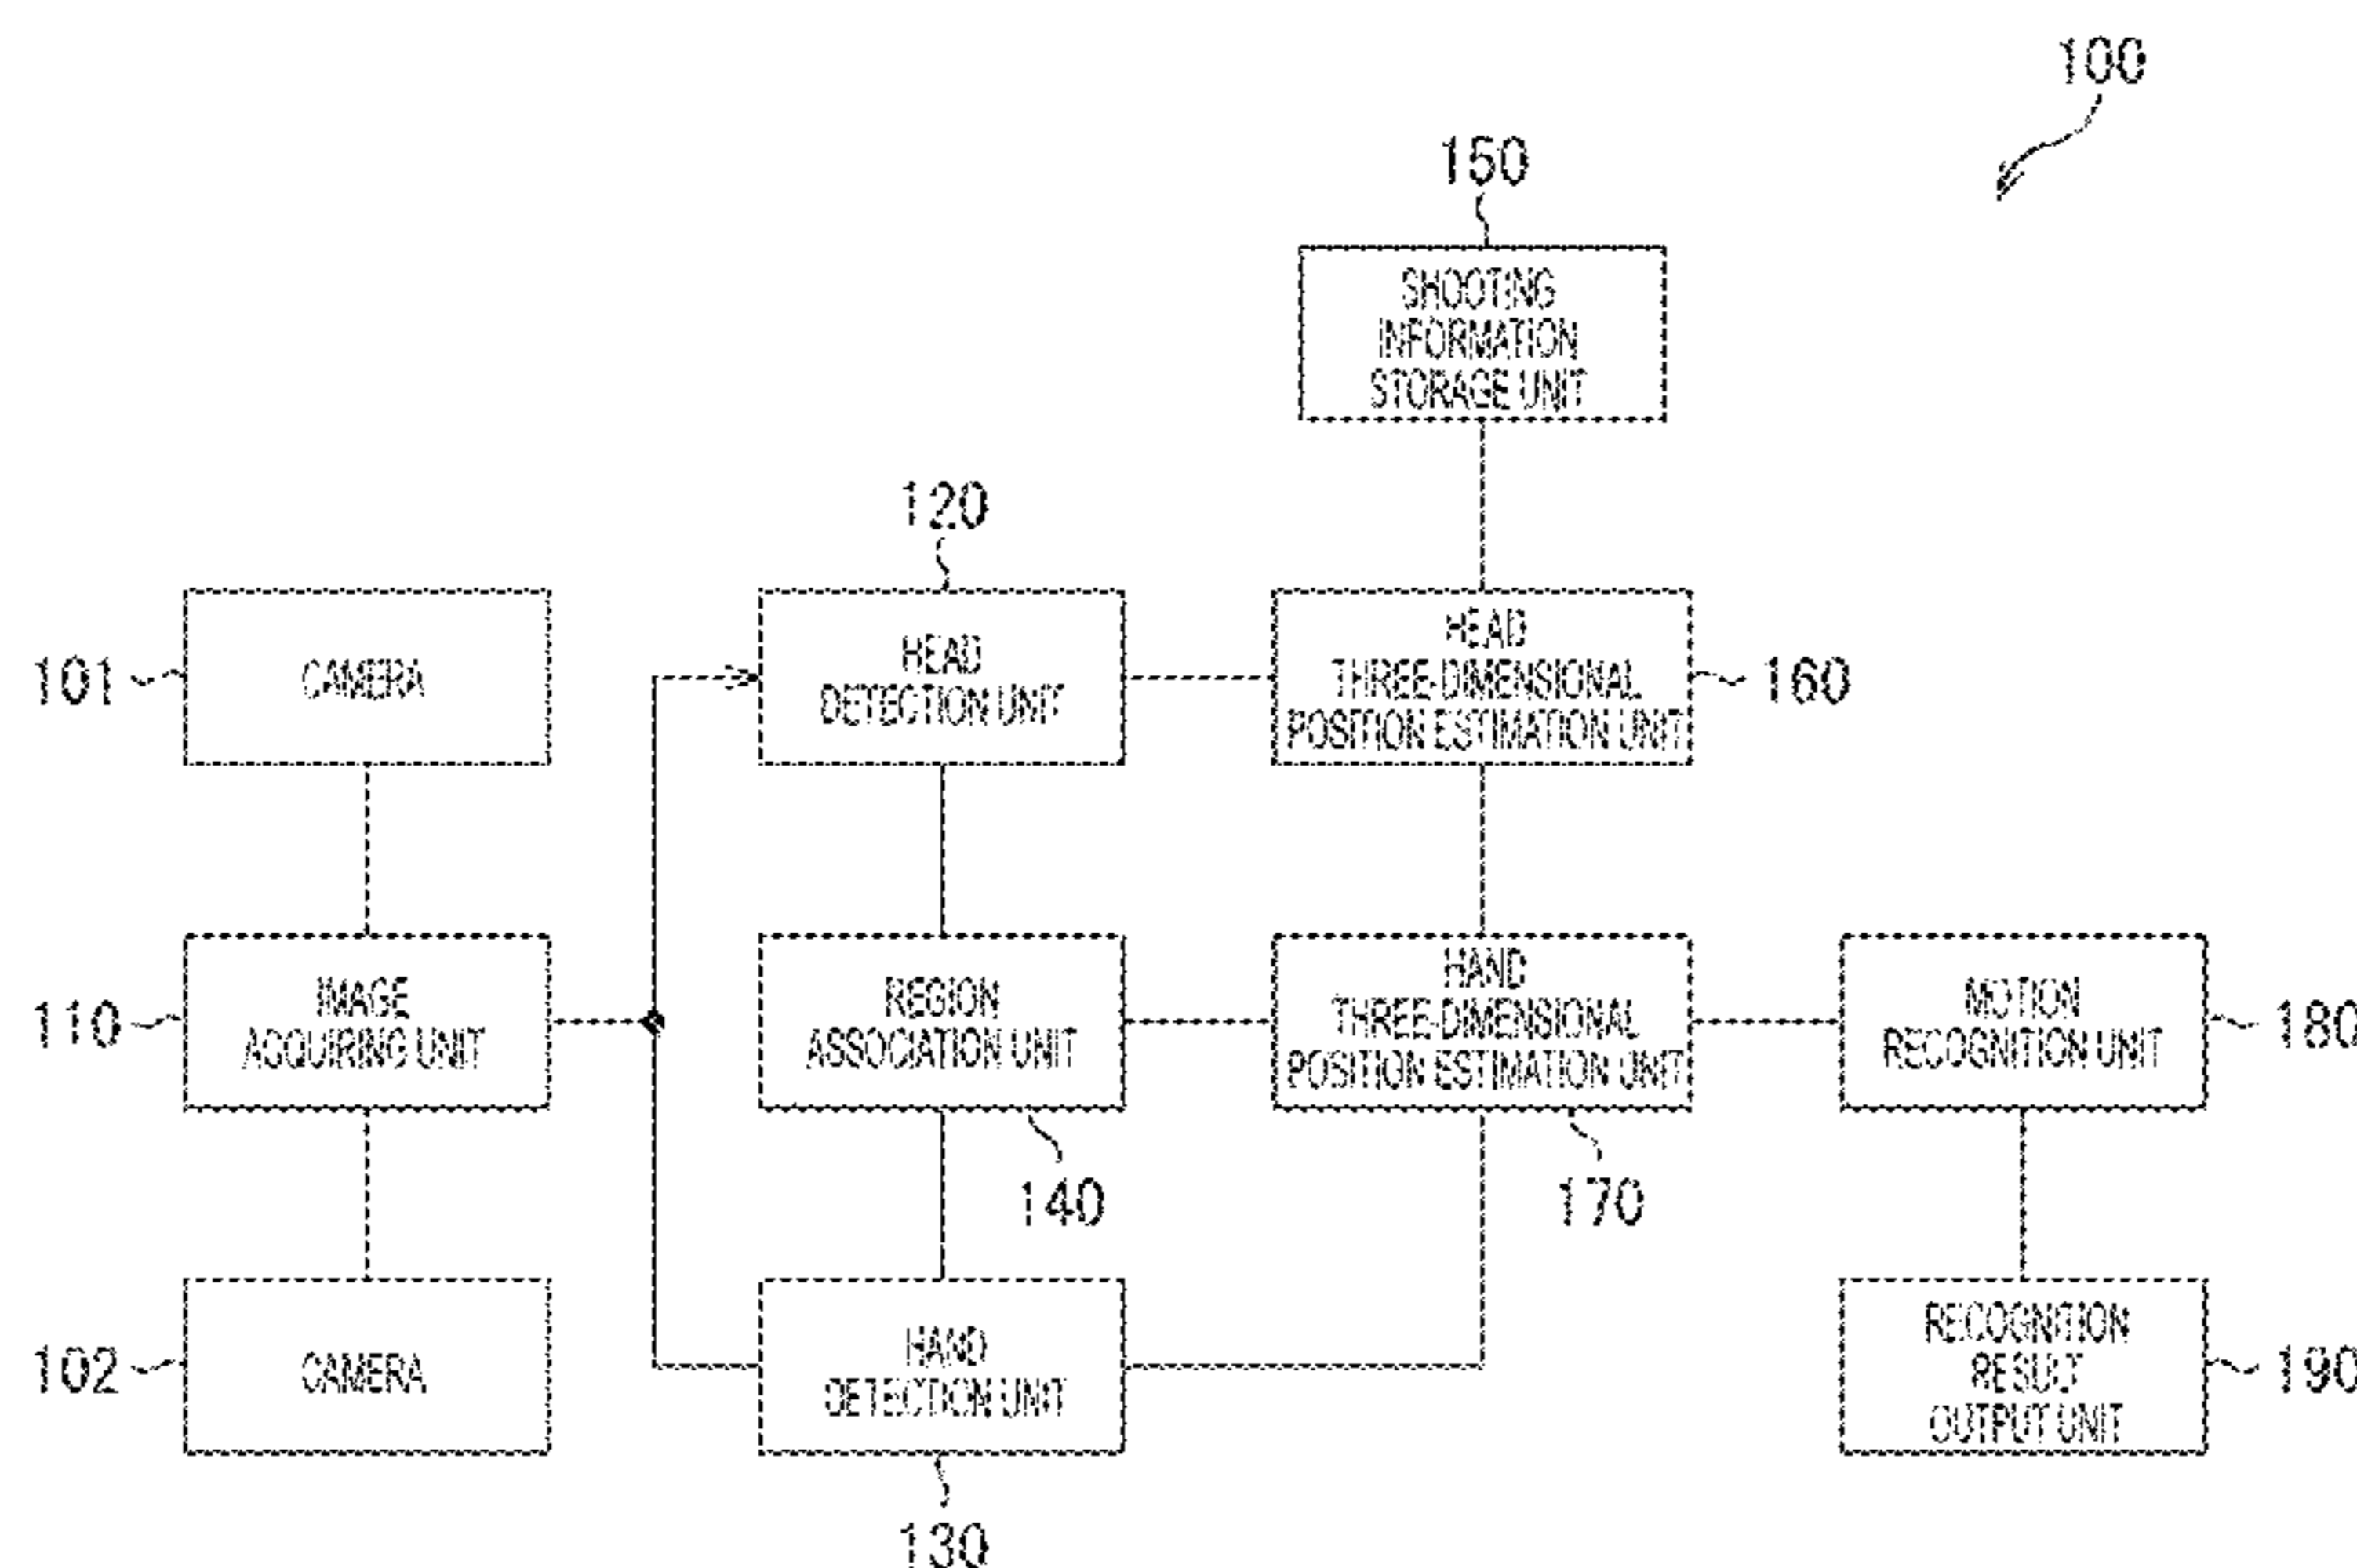 100
150
SHOOTING
INFORMATION
STORAGE UNIT
120
101
CAMERA
HEAD
DETECTION UNIT
HEAD
THREE-DIMENSIONAL
POSITION ESTIMATION UNIT
160
110
IMAGE
ACQUIRING UNIT
REGION
ASSOCIATION UNIT
140
HAND
THREE-DIMENSIONAL
POSITION ESTIMATION UNIT
170
MOTION
RECOGNITION UNIT
180
102
CAMERA
HAND
DETECTION UNIT
130
RECOGNITION
RESULT
OUTPUT UNIT
190